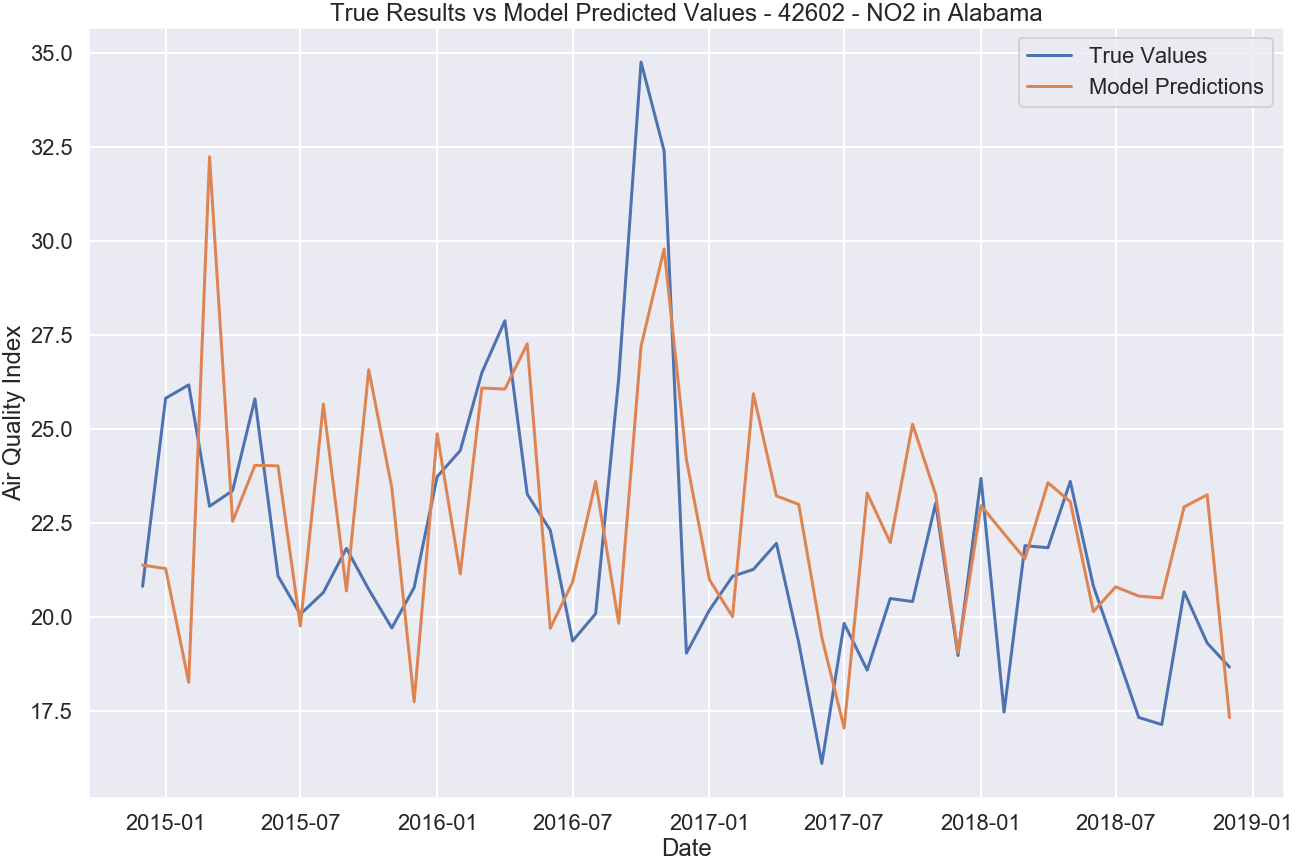 True Results vs Model Predicted Values - 42602 - NO2 in Alabama
True Values
Model Predictions
Air Quality Index
35.0
32.5
30.0
27.5
25.0
22.5
20.0
17.5
2015-01 2015-07 2016-01 2016-07 2017-01 2017-07 2018-01 2018-07 2019-01
Date